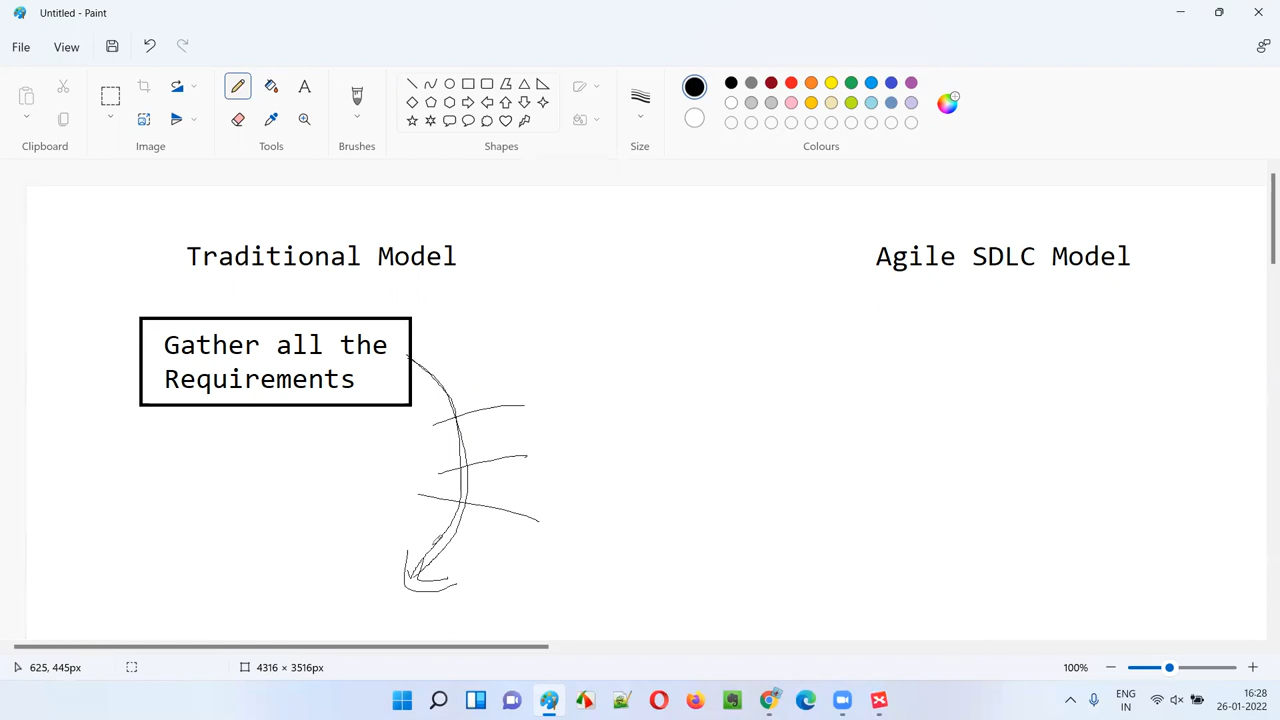 Untitled - Paint
File View
Clipboard
Image
Tools
Brushes
Shapes
Size
Colours
Traditional Model
Agile SDLC Model
Gather all the
Requirements
625, 445px
4316 × 3516px
100%
ENG
IN
16:28
26-01-2022